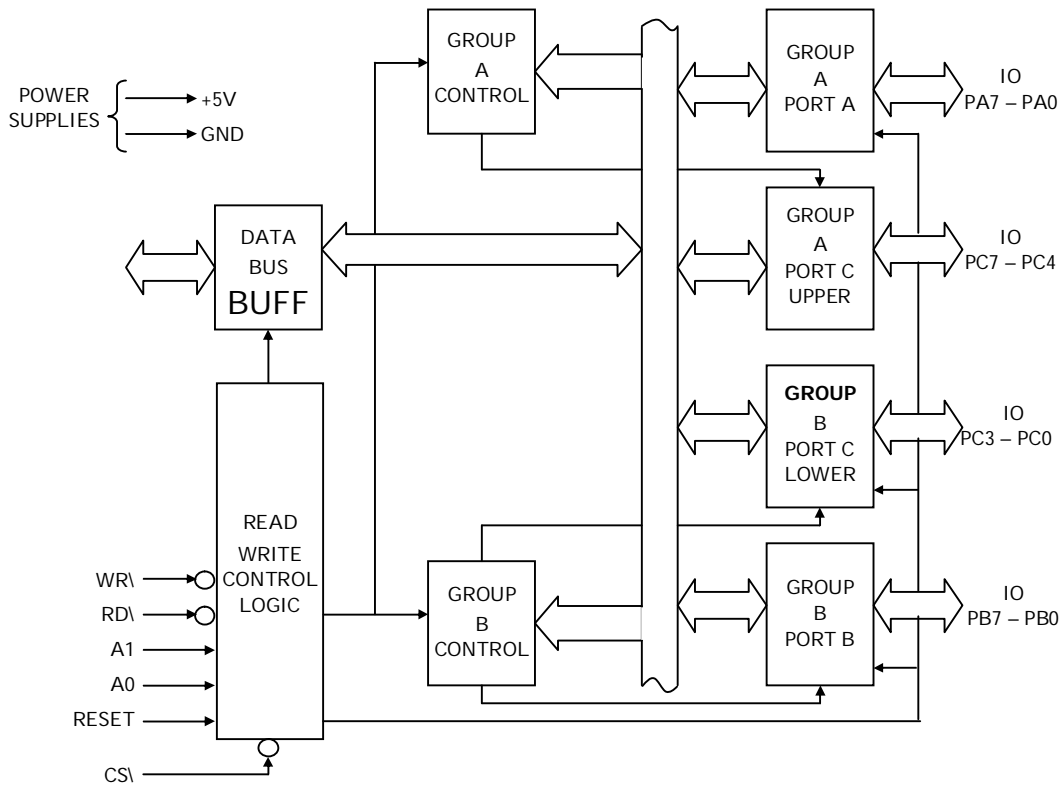 POWER
SUPPLIES
+5V
GND
GROUP
A
CONTROL
GROUP
A
PORT A
IO
PA7 – PA0
DATA
BUS
BUFF
GROUP
A
PORT C
UPPER
IO
PC7 – PC4
GROUP
B
PORT C
LOWER
IO
PC3 – PC0
READ
WRITE
CONTROL
LOGIC
WR\
RD\
A1
A0
RESET
CS\
GROUP
B
CONTROL
GROUP
B
PORT B
IO
PB7 – PB0